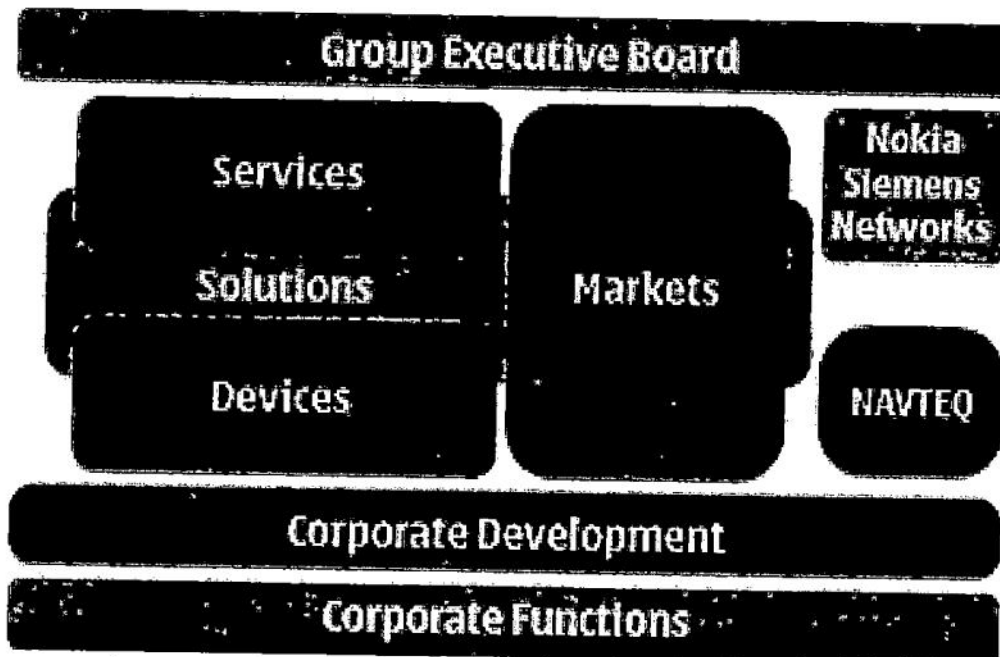 Group Executive Board
Services
Solutions
Devices
Markets
Nokia
Siemens
Networks
NAVTEQ
Corporate Development
Corporate Functions